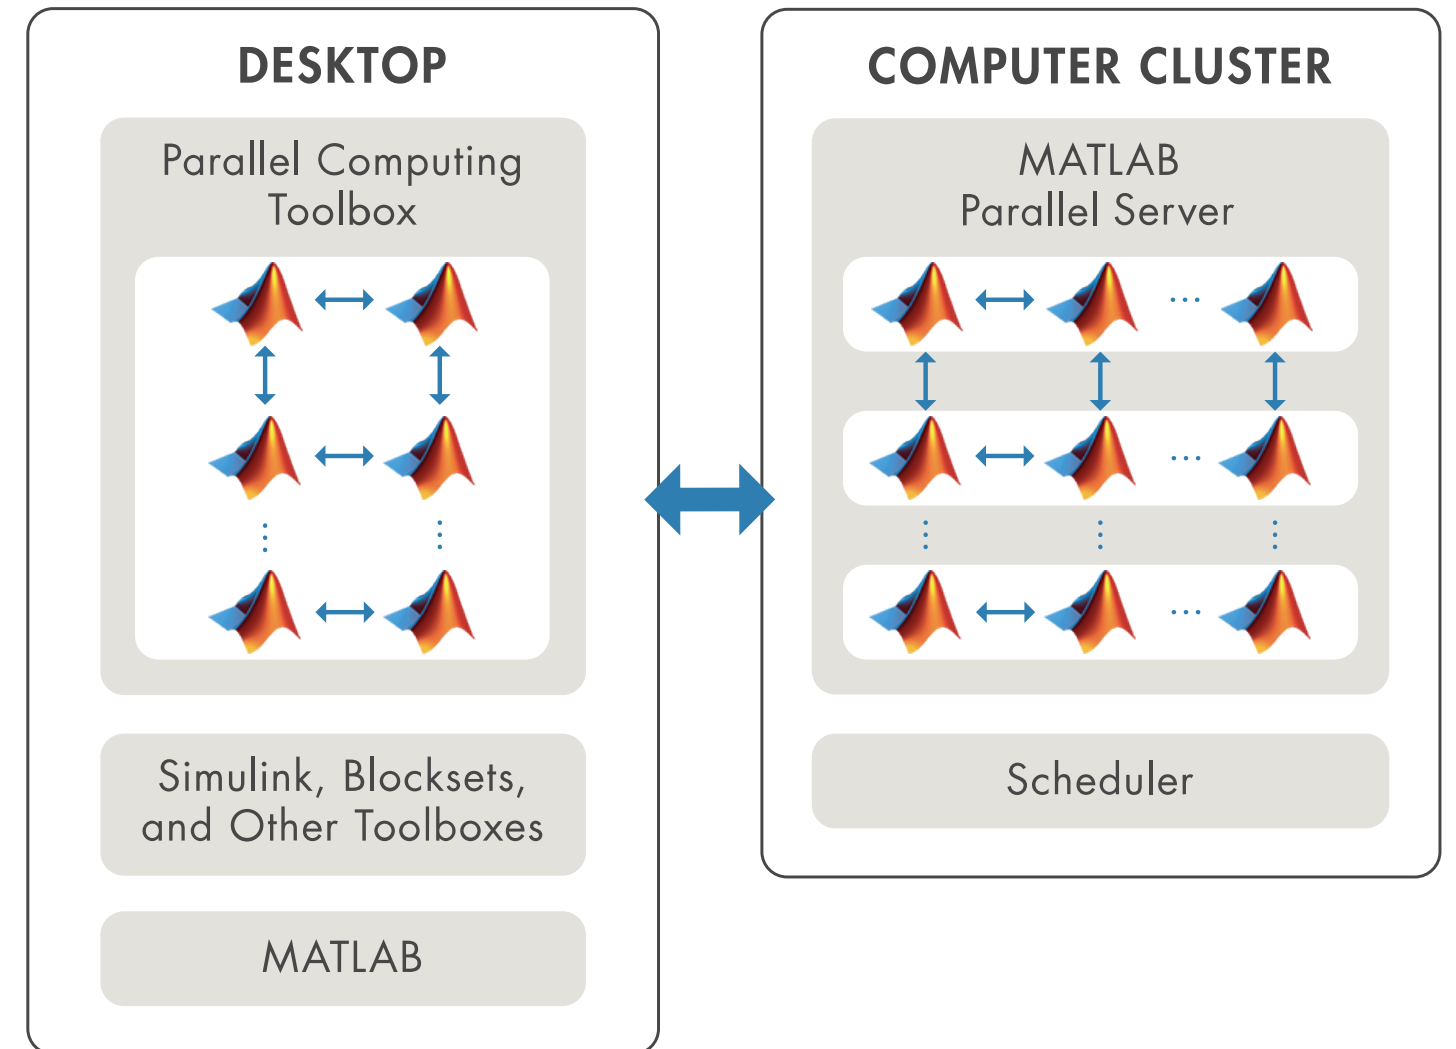 DESKTOP
Parallel Computing
Toolbox
Simulink, Blocksets,
and Other Toolboxes
MATLAB
COMPUTER CLUSTER
MATLAB
Parallel Server
Scheduler